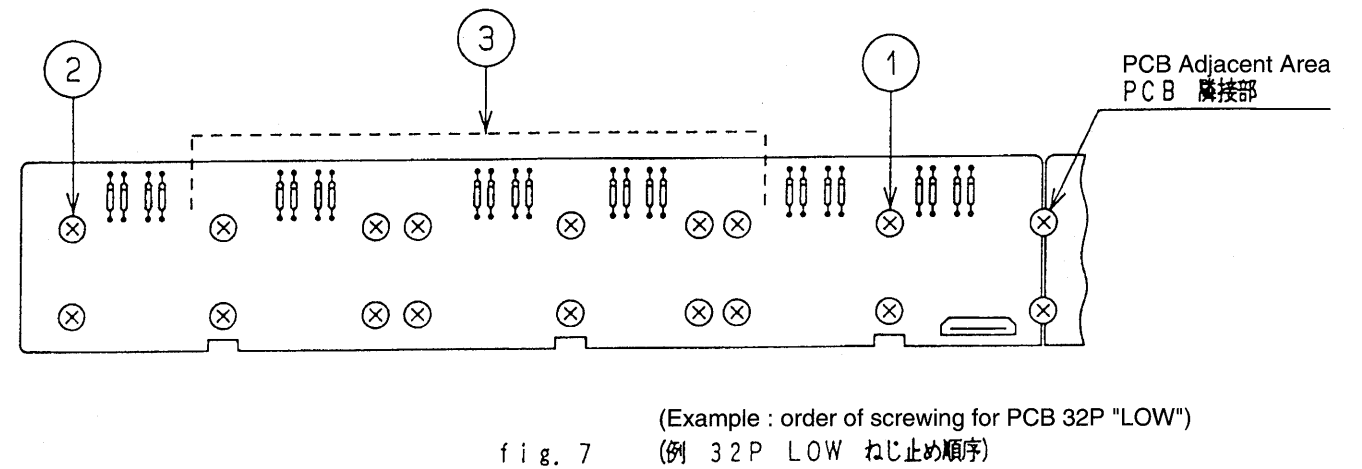 3
2
1
PCB Adjacent Area
PCB 隣接部
(Example : order of screwing for PCB 32P "LOW")
fig. 7 (例 32P LOW ねじ止め順序)